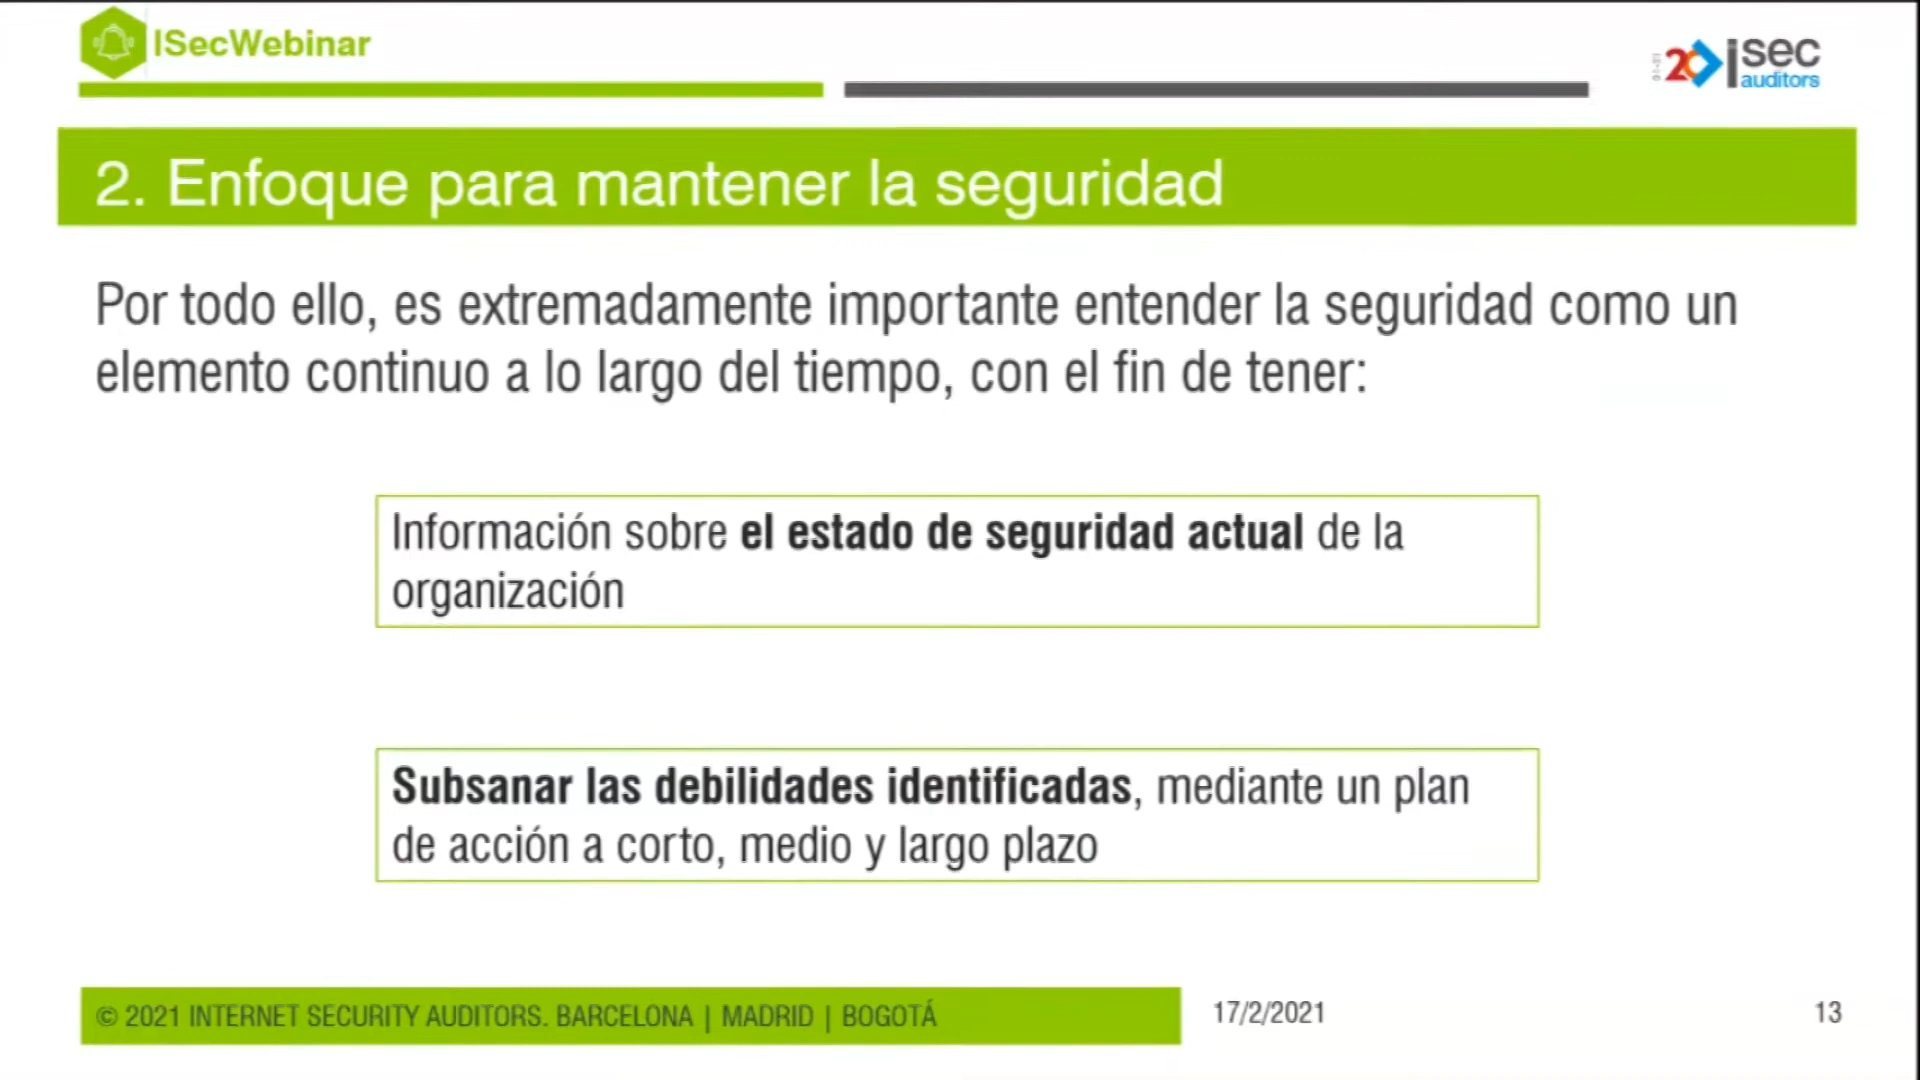 ISecWebinar
20 isec
auditors
2. Enfoque para mantener la seguridad
Por todo ello, es extremadamente importante entender la seguridad como un
elemento continuo a lo largo del tiempo, con el fin de tener:
Información sobre el estado de seguridad actual de la
organización
Subsanar las debilidades identificadas, mediante un plan
de acción a corto, medio y largo plazo
© 2021 INTERNET SECURITY AUDITORS. BARCELONA | MADRID | BOGOTÁ
17/2/2021
13